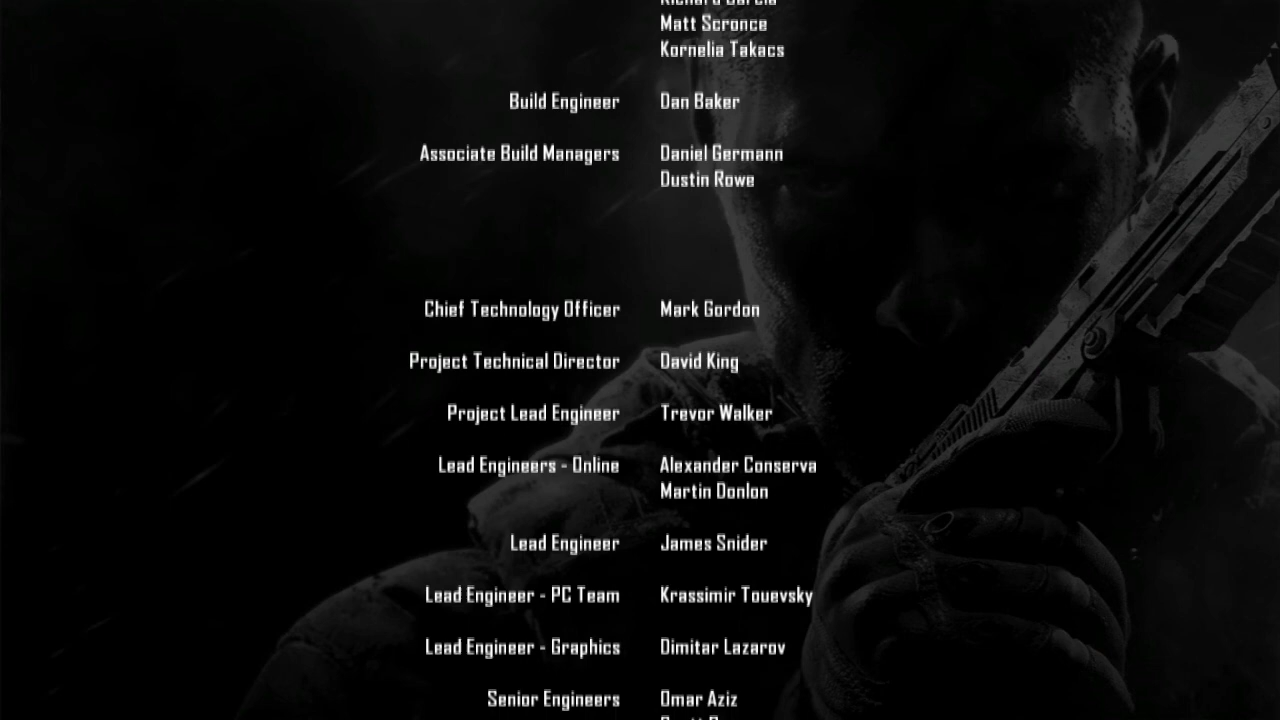 Matt Scronce
Kornelia Takacs
Build Engineer Dan Baker
Associate Build Managers Daniel Germann
Dustin Rowe
Chief Technology Officer Mark Gordon
Project Technical Director David King
Project Lead Engineer Trevor Walker
Lead Engineers - Online Alexander Conserva
Martin Donlon
Lead Engineer James Snider
Lead Engineer - PC Team Krassimir Touevsky
Lead Engineer - Graphics Dimitar Lazarov
Senior Engineers Omar Aziz